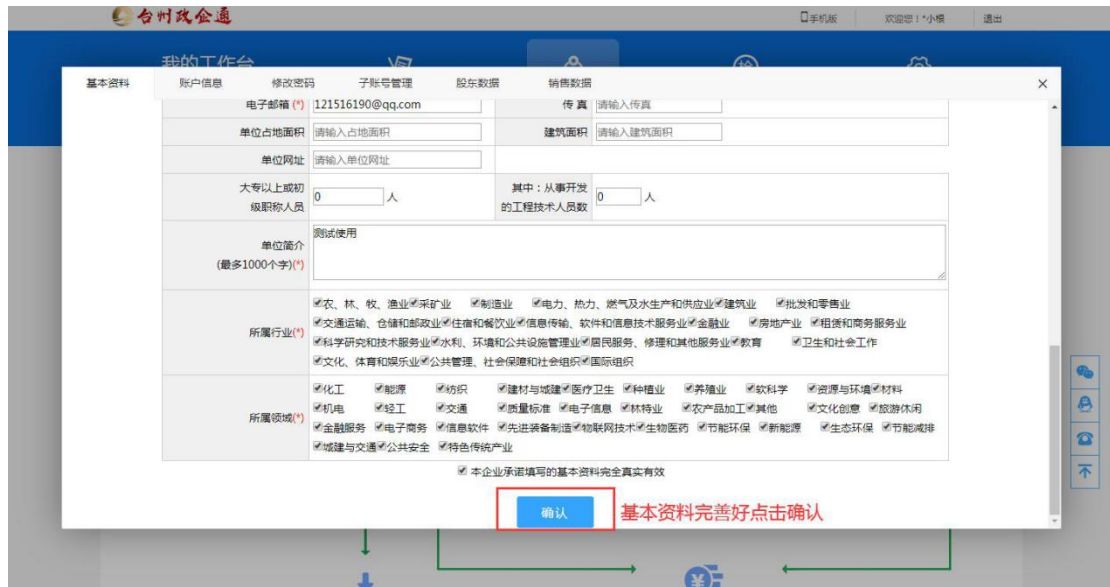 台州政企通
手机版 欢迎您！*小模 退出
我的工作台
基本资料 账户信息 修改密码 子账号管理 股东数据 销售数据 ×
电子邮箱 (*) 121516190@qq.com 传 真 请输入传真
单位占地面积 请输入占地面积 建筑面积 请输入建筑面积
单位网址 请输入单位网址
大专以上或初级职称人员 0 人 其中：从事开发的工程技术人员数 0 人
单位简介
(最多1000个字)(*) 测试使用
所属行业(*)
农、林、牧、渔业 采矿业 制造业 电力、热力、燃气及水生产和供应业 建筑业 批发和零售业
交通运输、仓储和邮政业 住宿和餐饮业 信息传输、软件和信息技术服务业 金融业 房地产业 租赁和商务服务业
科学研究和技术服务业 水利、环境和公共设施管理业 居民服务、修理和其他服务业 教育 卫生和社会工作
文化、体育和娱乐业 公共管理、社会保障和社会组织 国际组织
所属领域(*)
化工 能源 纺织 建材与城建 医疗卫生 种植业 养殖业 软科学 资源与环境 材料
机电 轻工 交通 质量标准 电子信息 林特业 农产品加工 其他 文化创意 旅游休闲
金融服务 电子商务 信息软件 先进装备制造 物联网技术 生物医药 节能环保 新能源 生态环保 节能减排
城建与交通 公共安全 特色传统产业
本企业承诺填写的基本资料完全真实有效
确认 基本资料完善好点击确认